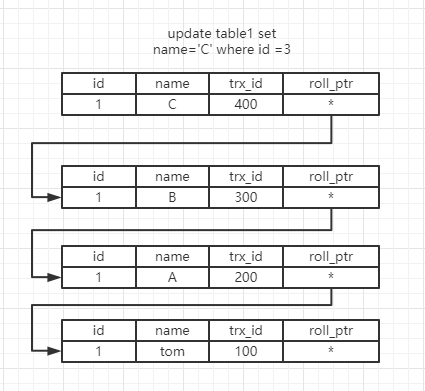 update table1 set
name='C' where id =3
id name trx_id roll_ptr
1 C 400 *
id name trx_id roll_ptr
1 B 300 *
id name trx_id roll_ptr
1 A 200 *
id name trx_id roll_ptr
1 tom 100 *